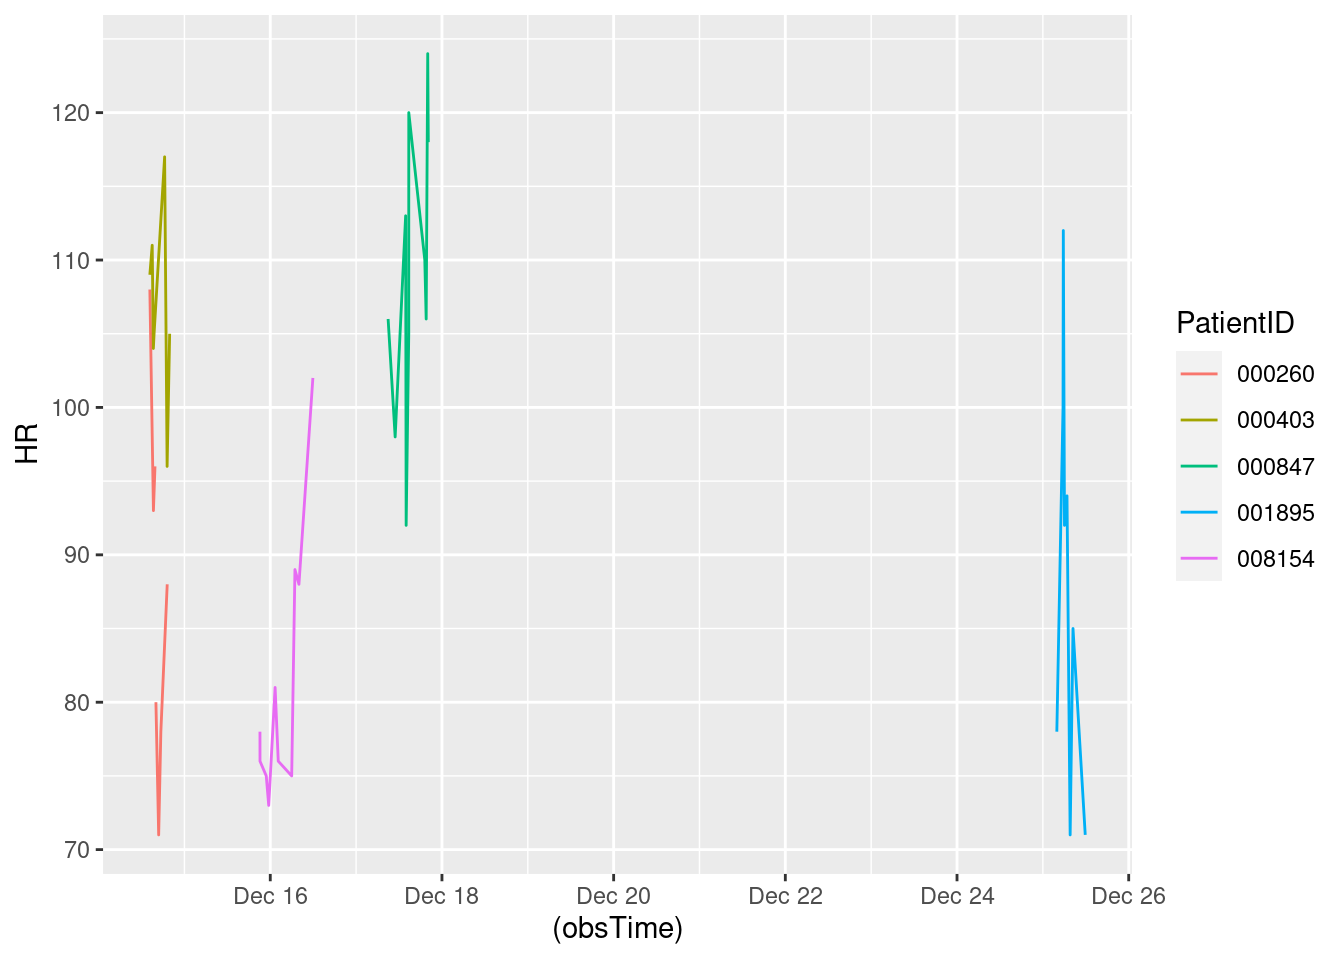 120
110
100
90
80
70
HR
Dec 16
Dec 18
Dec 20
Dec 22
Dec 24
Dec 26
(obsTime)
PatientID
000260
000403
000847
001895
008154